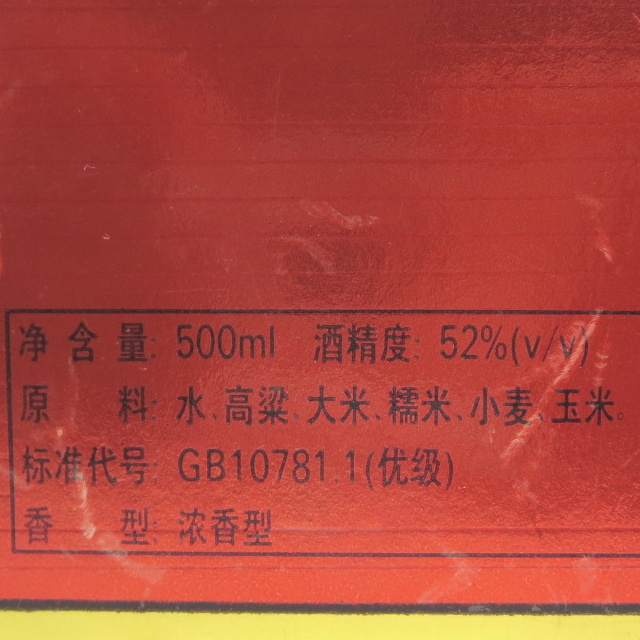 净含量: 500ml 酒精度: 52%(v/v)
原料: 水、高粱、大米、糯米、小麦、玉米。
标准代号: GB10781.1(优级)
香型: 浓香型